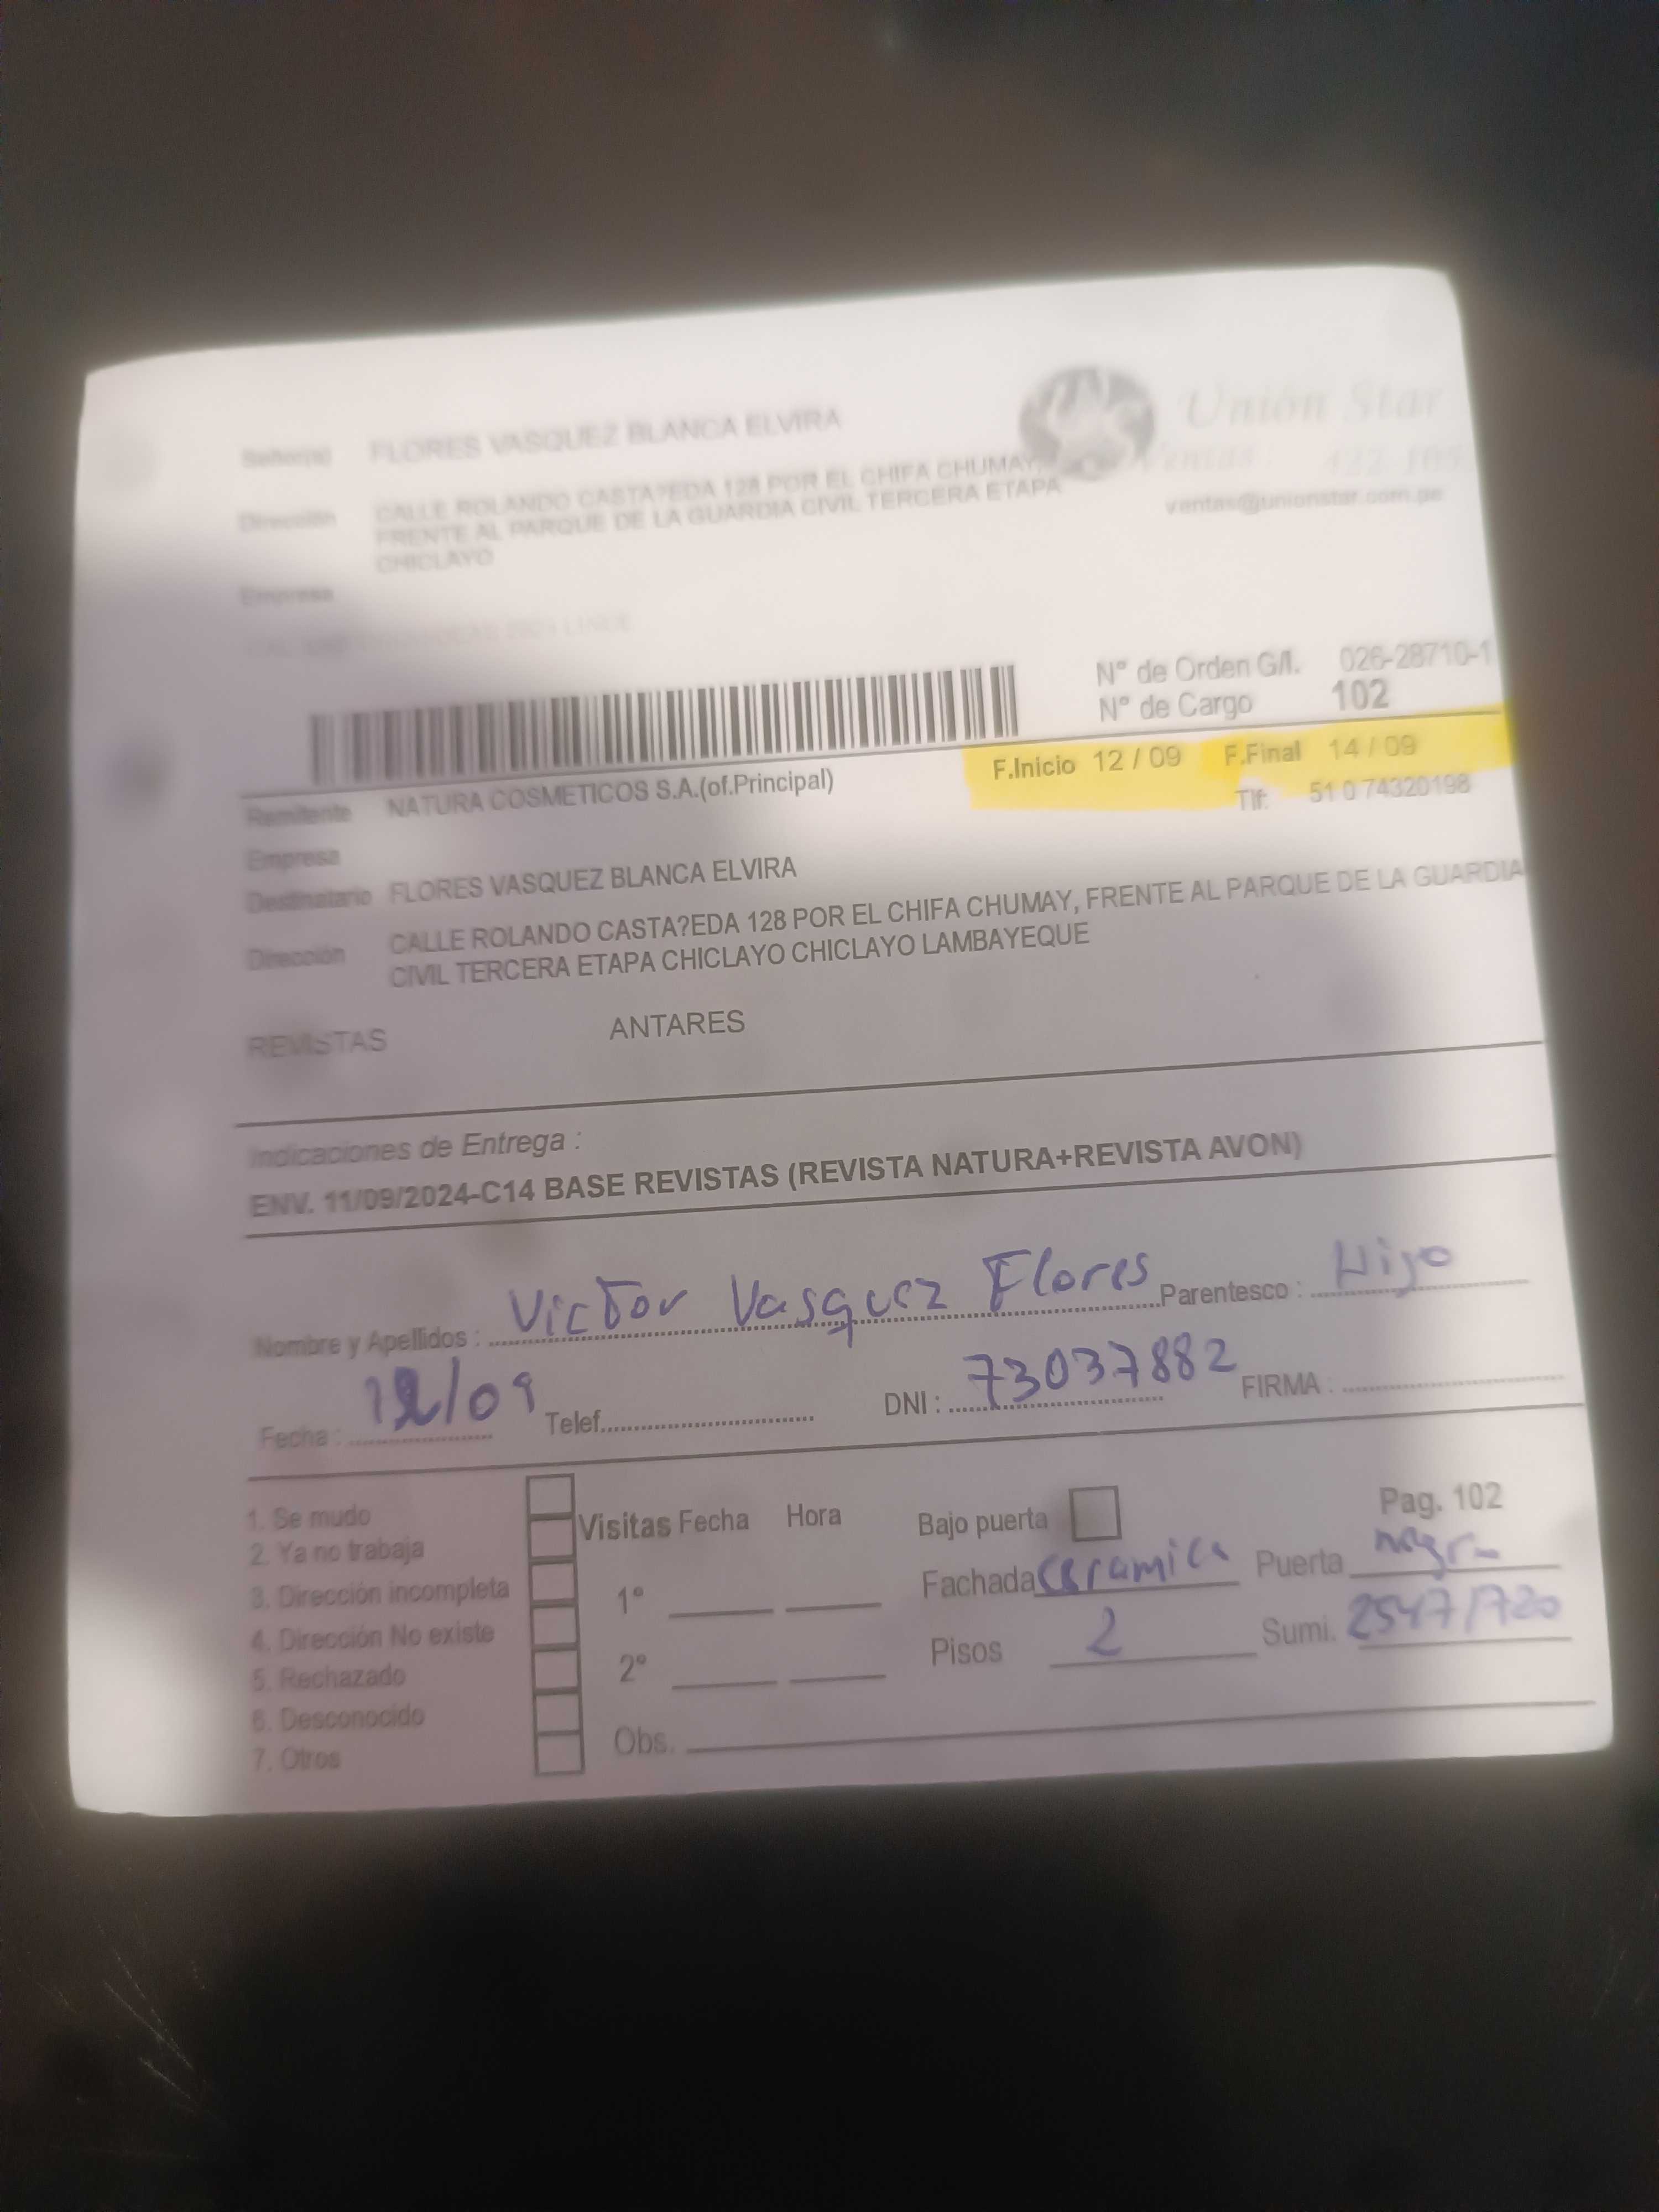 Señor(a) FLORES VASQUEZ BLANCA ELVIRA
Unión Star
Dirección CALLE ROLANDO CASTA?EDA 128 POR EL CHIFA CHUMAY,
FRENTE AL PARQUE DE LA GUARDIA CIVIL TERCERA ETAPA
CHICLAYO
Ventas
ventas@unionstar.com.pe
Empresa
N° de Orden G/I. 026-28710-1
N° de Cargo 102
F.Inicio 12 / 09 F.Final 14 / 09
Remitente NATURA COSMETICOS S.A.(of.Principal)
Tlf: 51 0 74320198
Empresa
Destinatario FLORES VASQUEZ BLANCA ELVIRA
Dirección CALLE ROLANDO CASTA?EDA 128 POR EL CHIFA CHUMAY, FRENTE AL PARQUE DE LA GUARDIA
CIVIL TERCERA ETAPA CHICLAYO CHICLAYO LAMBAYEQUE
REVISTAS ANTARES
Indicaciones de Entrega :
ENV. 11/09/2024-C14 BASE REVISTAS (REVISTA NATURA+REVISTA AVON)
Nombre y Apellidos : Victor Vasquez Flores Parentesco : Hijo
Fecha : 12/09 Telef. DNI : 73037882 FIRMA :
1. Se mudo
2. Ya no trabaja
3. Dirección incompleta
4. Dirección No existe
5. Rechazado
6. Desconocido
7. Otros
Visitas Fecha Hora
1°
2°
Obs.
Bajo puerta Pag. 102
Fachada ceramica Puerta
Pisos 2 Sumi.